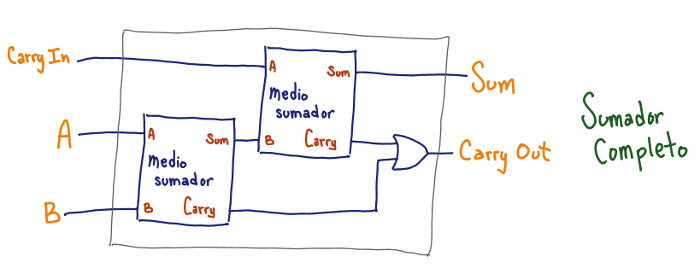 Carry In
A
Sum
medio
sumador
B
Carry
Sum
A
A
Sum
medio
sumador
B
Carry
B
Carry Out
Sumador
Completo